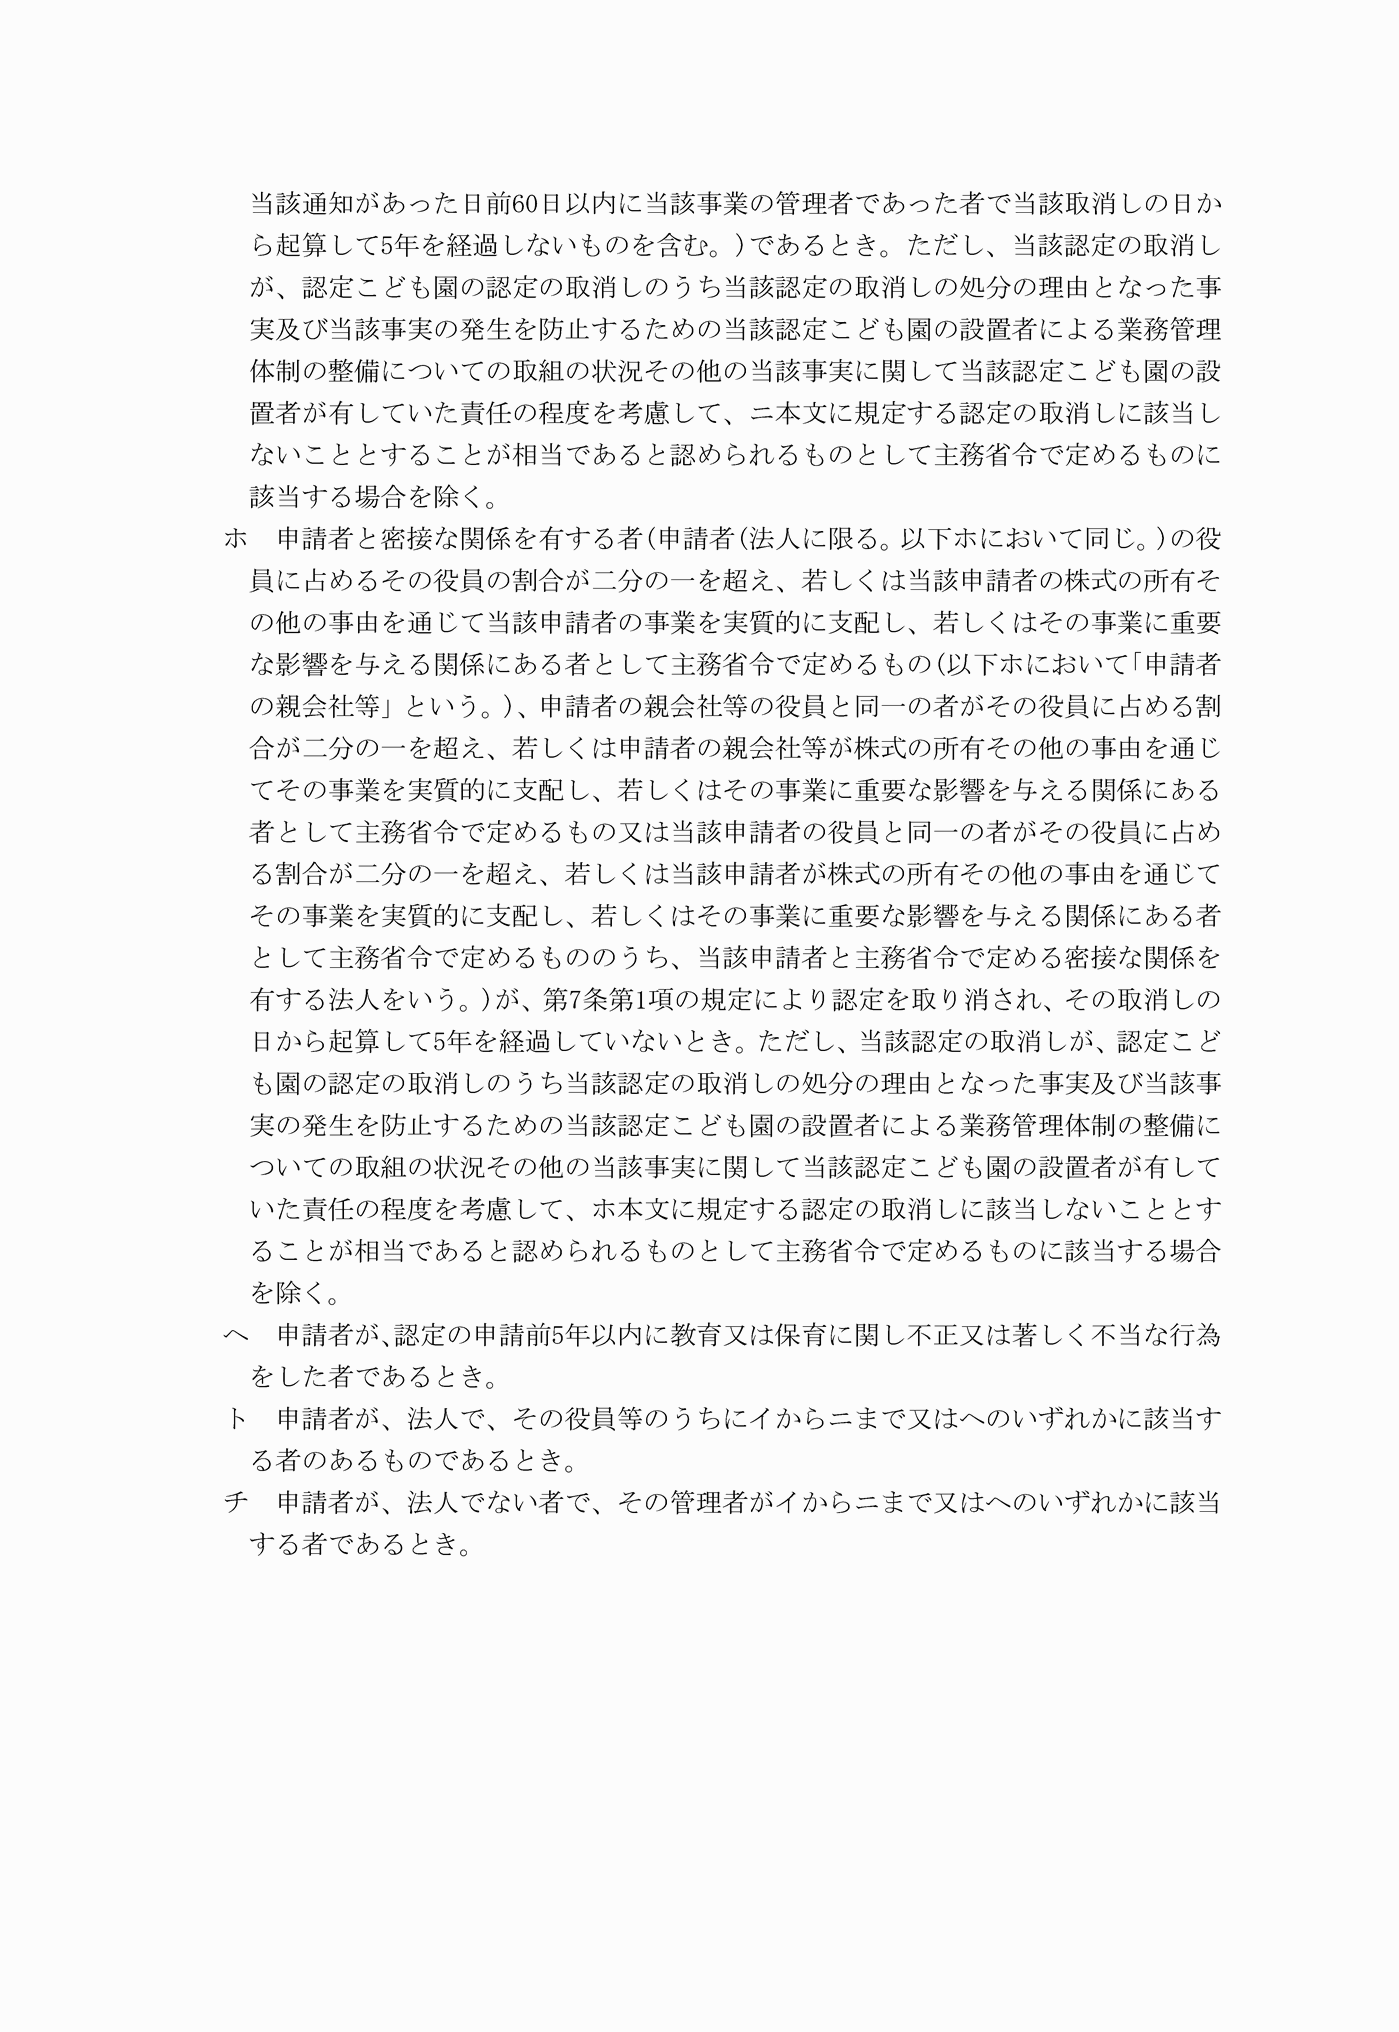 当該通知があった日前60日以内に当該事業の管理者であった者で当該取消しの日か
ら起算して5年を経過しないものを含む。)であるとき。ただし、当該認定の取消し
が、認定こども園の認定の取消しのうち当該認定の取消しの処分の理由となった事
実及び当該事実の発生を防止するための当該認定こども園の設置者による業務管理
体制の整備についての取組の状況その他の当該事実に関して当該認定こども園の設
置者が有していた責任の程度を考慮して、ニ本文に規定する認定の取消しに該当し
ないこととすることが相当であると認められるものとして主務省令で定めるものに
該当する場合を除く。
ホ　申請者と密接な関係を有する者(申請者(法人に限る。以下ホにおいて同じ。)の役
員に占めるその役員の割合が二分の一を超え、若しくは当該申請者の株式の所有そ
の他の事由を通じて当該申請者の事業を実質的に支配し、若しくはその事業に重要
な影響を与える関係にある者として主務省令で定めるもの(以下ホにおいて「申請者
の親会社等」という。)、申請者の親会社等の役員と同一の者がその役員に占める割
合が二分の一を超え、若しくは申請者の親会社等が株式の所有その他の事由を通じ
てその事業を実質的に支配し、若しくはその事業に重要な影響を与える関係にある
者として主務省令で定めるもの又は当該申請者の役員と同一の者がその役員に占め
る割合が二分の一を超え、若しくは当該申請者が株式の所有その他の事由を通じて
その事業を実質的に支配し、若しくはその事業に重要な影響を与える関係にある者
として主務省令で定めるもののうち、当該申請者と主務省令で定める密接な関係を
有する法人をいう。)が、第7条第1項の規定により認定を取り消され、その取消しの
日から起算して5年を経過していないとき。ただし、当該認定の取消しが、認定こど
も園の認定の取消しのうち当該認定の取消しの処分の理由となった事実及び当該事
実の発生を防止するための当該認定こども園の設置者による業務管理体制の整備に
ついての取組の状況その他の当該事実に関して当該認定こども園の設置者が有して
いた責任の程度を考慮して、ホ本文に規定する認定の取消しに該当しないこととす
ることが相当であると認められるものとして主務省令で定めるものに該当する場合
を除く。
ヘ　申請者が、認定の申請前5年以内に教育又は保育に関し不正又は著しく不当な行為
をした者であるとき。
ト　申請者が、法人で、その役員等のうちにイからニまで又はヘのいずれかに該当す
る者のあるものであるとき。
チ　申請者が、法人でない者で、その管理者がイからニまで又はヘのいずれかに該当
する者であるとき。